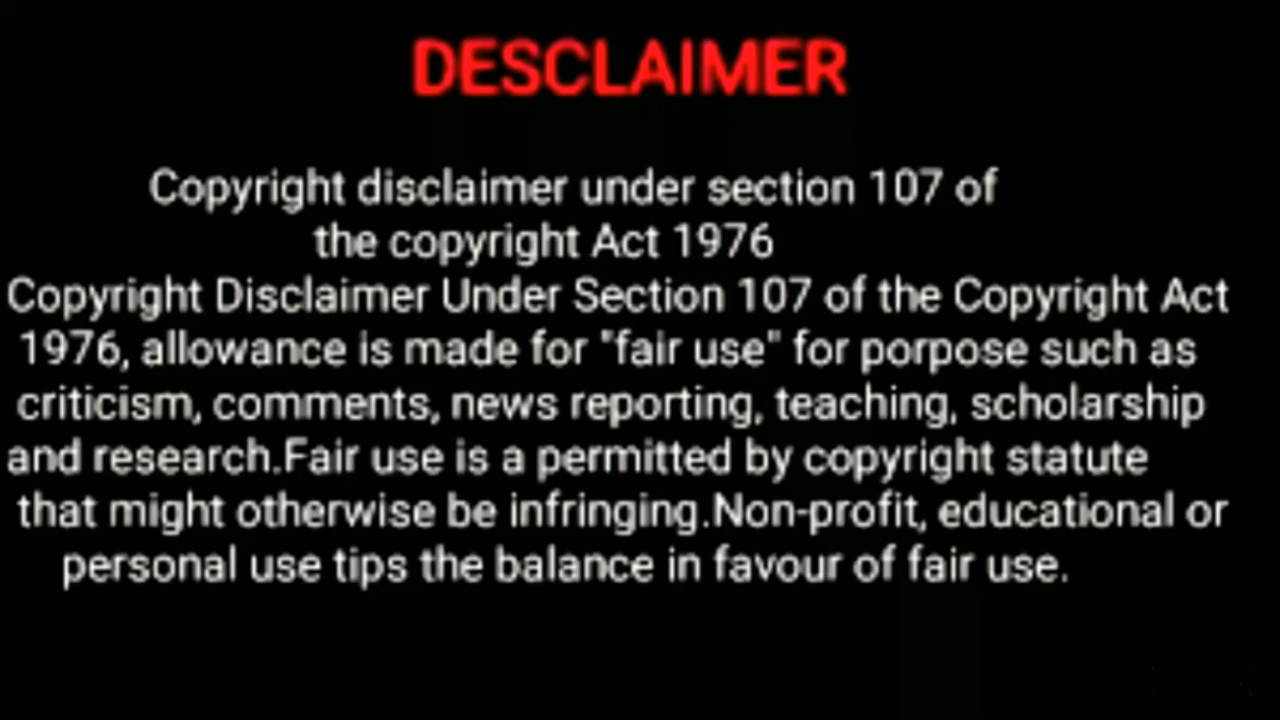 DESCLAIMER
Copyright disclaimer under section 107 of
the copyright Act 1976
Copyright Disclaimer Under Section 107 of the Copyright Act
1976, allowance is made for "fair use" for porpose such as
criticism, comments, news reporting, teaching, scholarship
and research.Fair use is a permitted by copyright statute
that might otherwise be infringing.Non-profit, educational or
personal use tips the balance in favour of fair use.